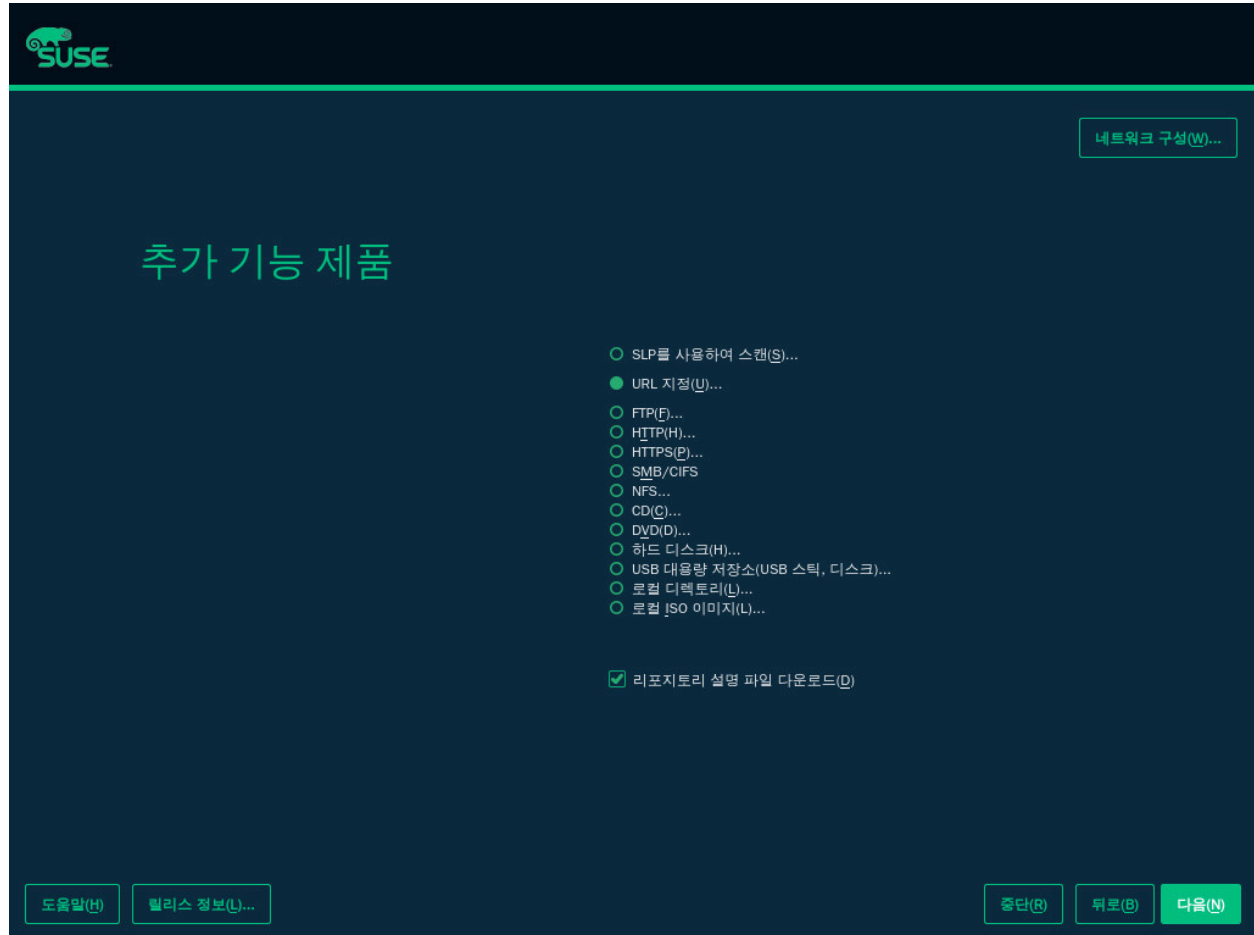 SUSE
네트워크 구성(W)...
추가 기능 제품
SLP를 사용하여 스캔(S)...
URL 지정(U)...
FTP(F)...
HTTP(H)...
HTTPS(P)...
SMB/CIFS
NFS...
CD(C)...
DVD(D)...
하드 디스크(H)...
USB 대용량 저장소(USB 스틱, 디스크)...
로컬 디렉토리(L)...
로컬 ISO 이미지(L)...
리포지토리 설명 파일 다운로드(D)
도움말(H) 릴리스 정보(L)... 중단(R) 뒤로(B) 다음(N)